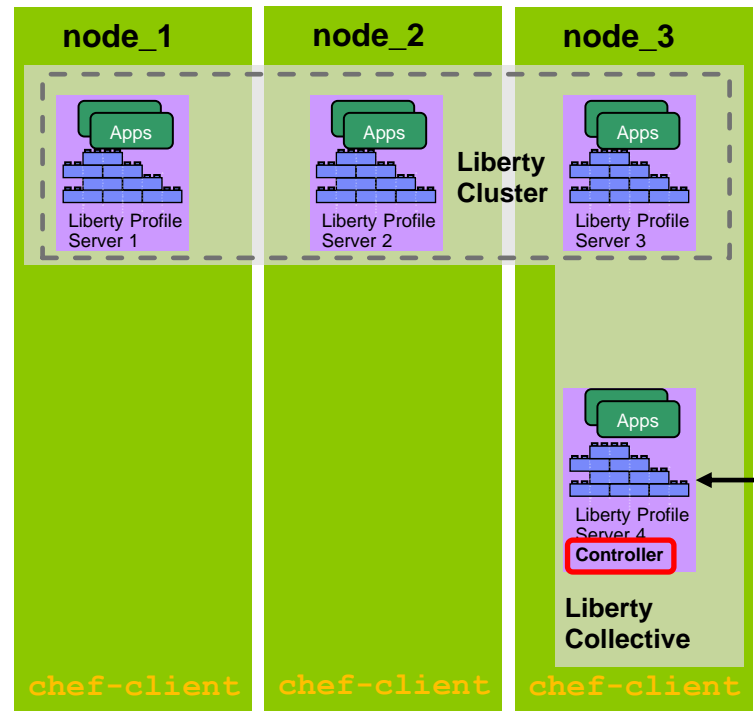 node_1
node_2
node_3
Apps
Liberty Profile
Server 1
Apps
Liberty Profile
Server 2
Liberty
Cluster
Apps
Liberty Profile
Server 3
Apps
Liberty Profile
Server 4
Controller
Liberty
Collective
chef-client
chef-client
chef-client